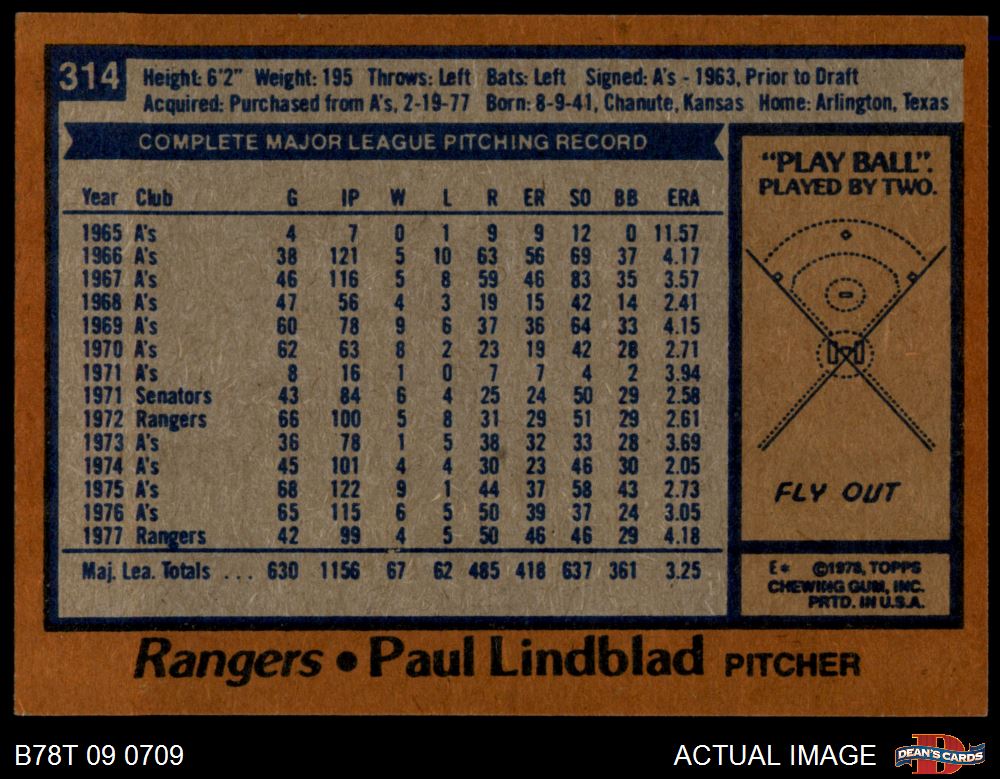 314
Height: 6'2" Weight: 195 Throws: Left Bats: Left Signed: A's - 1963, Prior to Draft
Acquired: Purchased from A's, 2-19-77 Born: 8-9-41, Chanute, Kansas Home: Arlington, Texas
COMPLETE MAJOR LEAGUE PITCHING RECORD
Year Club G IP W L R ER SO BB ERA
1965 A's 4 7 0 1 9 9 12 0 11.57
1966 A's 38 121 5 10 63 56 69 37 4.17
1967 A's 46 116 5 8 59 46 83 35 3.57
1968 A's 47 56 4 3 19 15 42 14 2.41
1969 A's 60 78 9 6 37 36 64 33 4.15
1970 A's 62 63 8 2 23 19 42 28 2.71
1971 A's 8 16 1 0 7 7 4 2 3.94
1971 Senators 43 84 6 4 25 24 50 29 2.58
1972 Rangers 66 100 5 8 31 29 51 29 2.61
1973 A's 36 78 1 5 38 32 33 28 3.69
1974 A's 45 101 4 4 30 23 46 30 2.05
1975 A's 68 122 9 1 44 37 58 43 2.73
1976 A's 65 115 6 5 50 39 37 24 3.05
1977 Rangers 42 99 4 5 50 46 46 29 4.18
Maj. Lea. Totals ... 630 1156 67 62 485 418 637 361 3.25
"PLAY BALL".
PLAYED BY TWO.
FLY OUT
E* ©1978, TOPPS
CHEWING GUM, INC.
PRTD. IN U.S.A.
Rangers • Paul Lindblad PITCHER
B78T 09 0709
ACTUAL IMAGE
D
DEAN'S CARDS